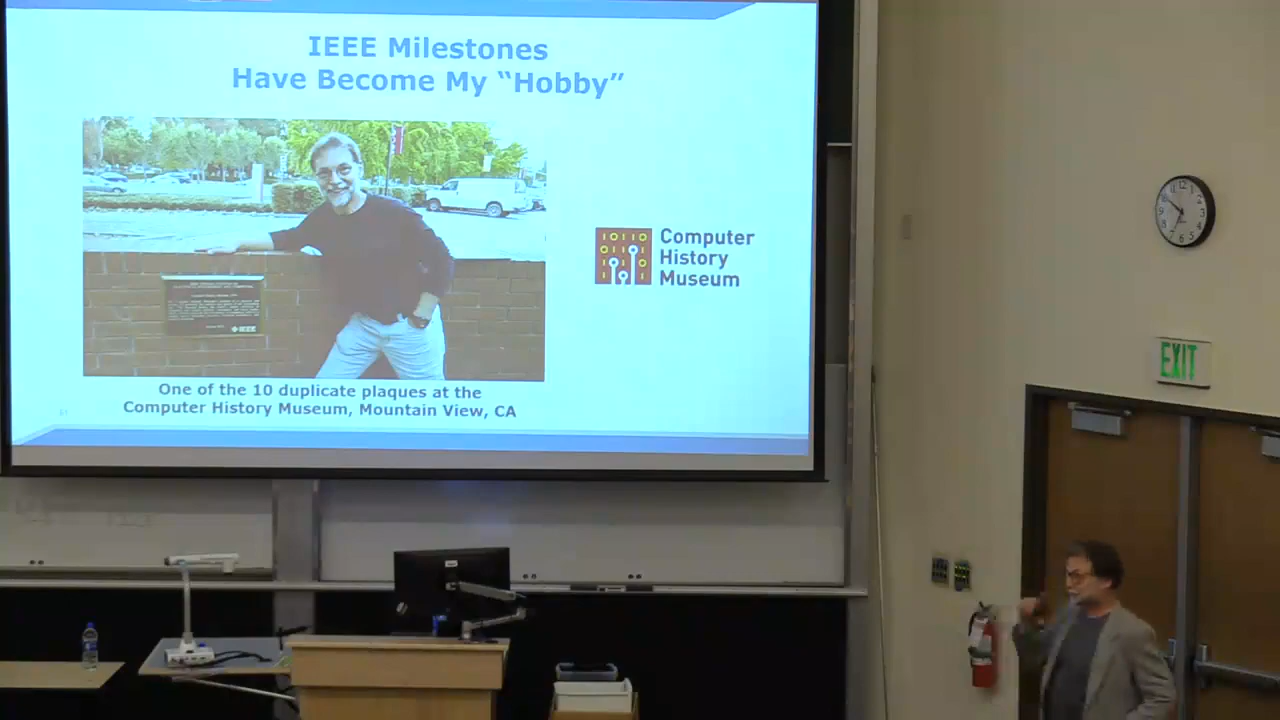 IEEE Milestones
Have Become My “Hobby”
Computer
History
Museum
IEEE
One of the 10 duplicate plaques at the
Computer History Museum, Mountain View, CA
EXIT